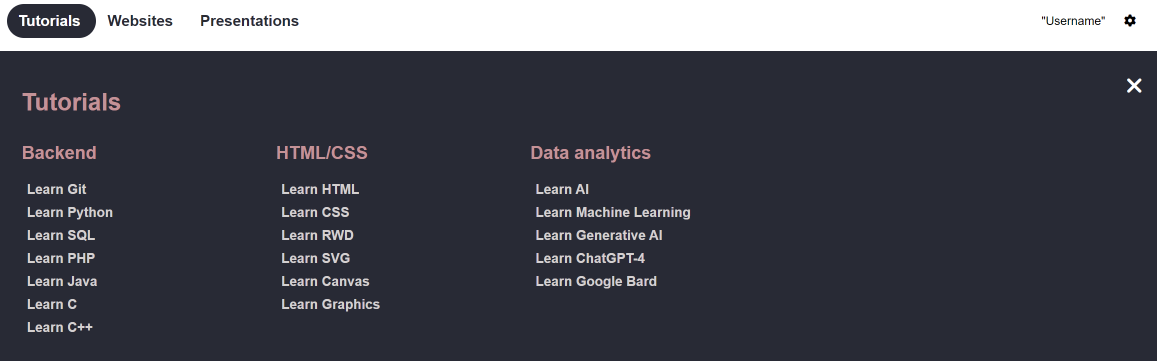 Tutorials Websites Presentations "Username"
Tutorials
Backend
Learn Git
Learn Python
Learn SQL
Learn PHP
Learn Java
Learn C
Learn C++
HTML/CSS
Learn HTML
Learn CSS
Learn RWD
Learn SVG
Learn Canvas
Learn Graphics
Data analytics
Learn AI
Learn Machine Learning
Learn Generative AI
Learn ChatGPT-4
Learn Google Bard